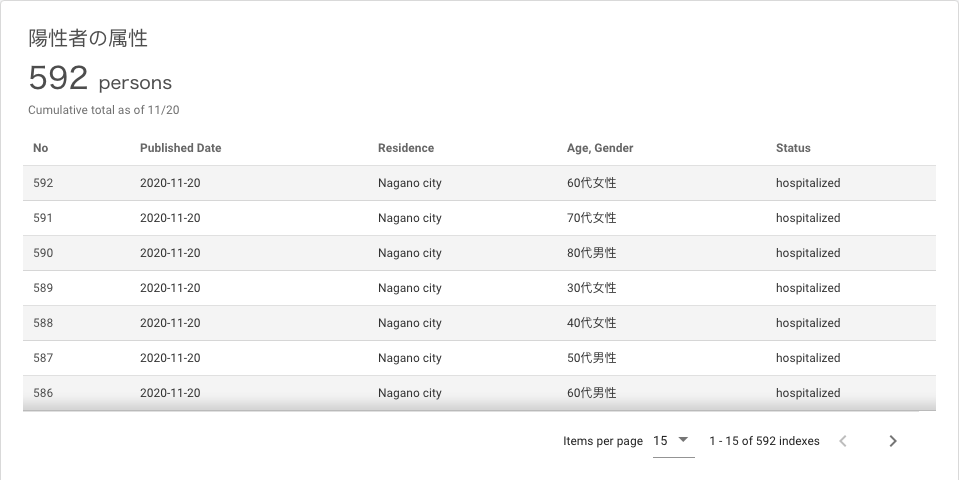 陽性者の属性
592 persons
Cumulative total as of 11/20
No Published Date Residence Age, Gender Status
592 2020-11-20 Nagano city 60代女性 hospitalized
591 2020-11-20 Nagano city 70代女性 hospitalized
590 2020-11-20 Nagano city 80代男性 hospitalized
589 2020-11-20 Nagano city 30代女性 hospitalized
588 2020-11-20 Nagano city 40代女性 hospitalized
587 2020-11-20 Nagano city 50代男性 hospitalized
586 2020-11-20 Nagano city 60代男性 hospitalized
Items per page 15 1 - 15 of 592 indexes